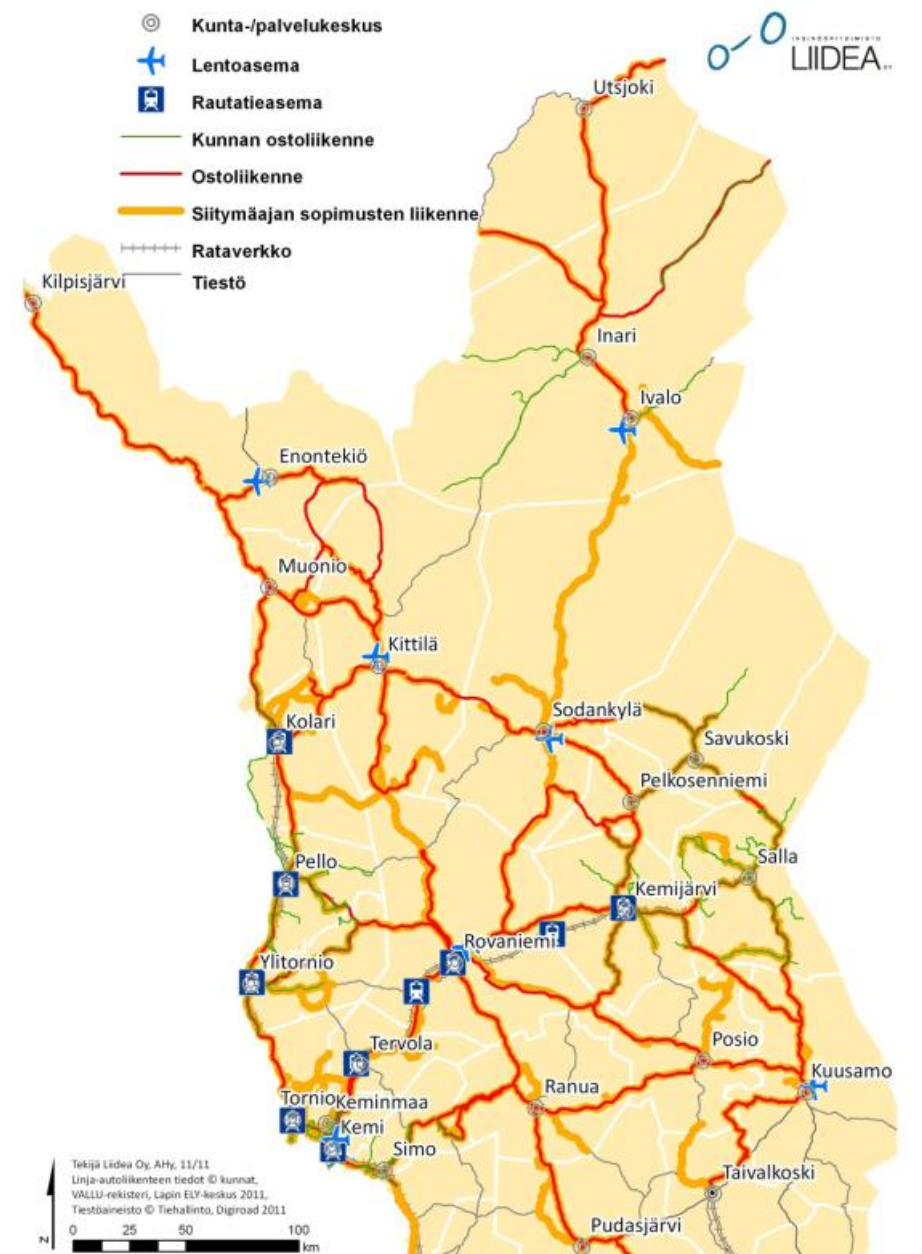 Kunta-/palvelukeskus
Lentoasema
Rautatieasema
Kunnan ostoliikenne
Ostoliikenne
Siitymäajan sopimusten liikenne
Rataverkko
Tiestö
INSINÖÖRITOIMISTO
LIIDEA OY
Utsjoki
Kilpisjärvi
Inari
Ivalo
Enontekiö
Muonio
Kittilä
Kolari
Sodankylä
Savukoski
Pelkosenniemi
Pello
Salla
Kemijärvi
Rovaniemi
Ylitornio
Tervola
Posio
Kuusamo
Tornio
Keminmaa
Ranua
Kemi
Simo
Taivalkoski
Pudasjärvi
Tekijä Liidea Oy, AHy, 11/11
Linja-autoliikenteen tiedot © kunnat,
VALLU-rekisteri, Lapin ELY-keskus 2011,
Tiestöaineisto © Tiehallinto, Digiroad 2011
0 25 50 100
km
N